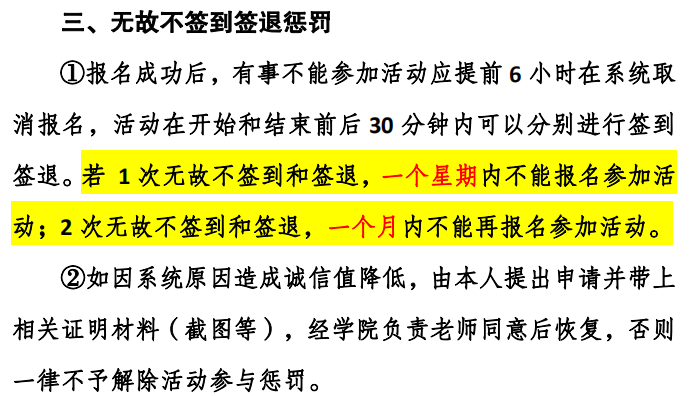 三、无故不签到签退惩罚
①报名成功后，有事不能参加活动应提前 6 小时在系统取
消报名，活动在开始和结束前后 30 分钟内可以分别进行签到
签退。若 1 次无故不签到和签退，一个星期内不能报名参加活
动；2 次无故不签到和签退，一个月内不能再报名参加活动。
②如因系统原因造成诚信值降低，由本人提出申请并带上
相关证明材料（截图等），经学院负责老师同意后恢复，否则
一律不予解除活动参与惩罚。